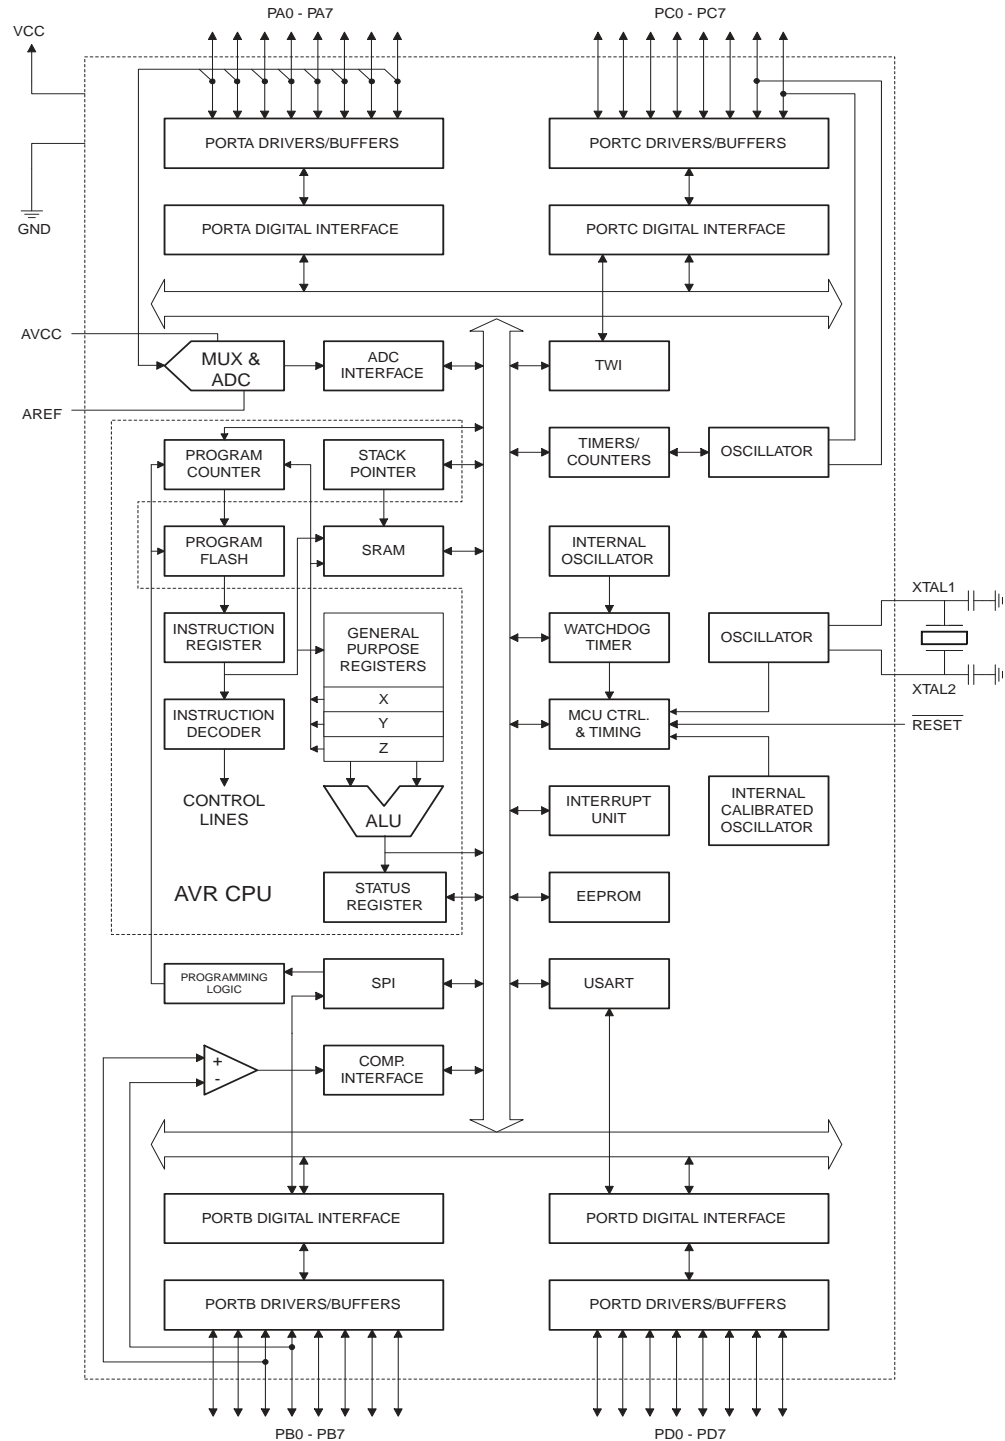 PA0 - PA7
PC0 - PC7
VCC
PORTA DRIVERS/BUFFERS
PORTC DRIVERS/BUFFERS
PORTA DIGITAL INTERFACE
PORTC DIGITAL INTERFACE
GND
AVCC
MUX &
ADC
ADC
INTERFACE
TWI
AREF
PROGRAM
COUNTER
STACK
POINTER
TIMERS/
COUNTERS
OSCILLATOR
PROGRAM
FLASH
SRAM
INTERNAL
OSCILLATOR
XTAL1
INSTRUCTION
REGISTER
GENERAL
PURPOSE
REGISTERS
WATCHDOG
TIMER
OSCILLATOR
XTAL2
X
INSTRUCTION
DECODER
Y
Z
MCU CTRL.
& TIMING
RESET
CONTROL
LINES
ALU
INTERRUPT
UNIT
INTERNAL
CALIBRATED
OSCILLATOR
AVR CPU
STATUS
REGISTER
EEPROM
PROGRAMMING
LOGIC
SPI
USART
+
-
COMP.
INTERFACE
PORTB DIGITAL INTERFACE
PORTD DIGITAL INTERFACE
PORTB DRIVERS/BUFFERS
PORTD DRIVERS/BUFFERS
PB0 - PB7
PD0 - PD7